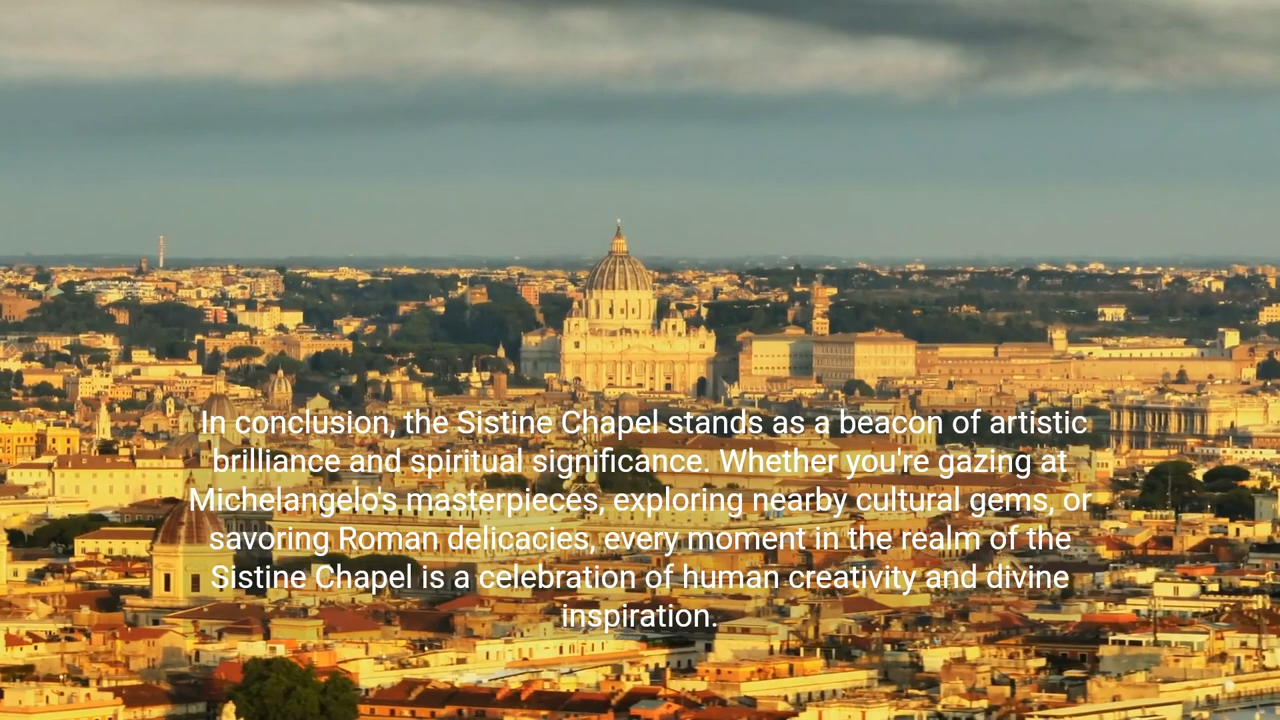 In conclusion, the Sistine Chapel stands as a beacon of artistic
brilliance and spiritual significance. Whether you're gazing at
Michelangelo's masterpieces, exploring nearby cultural gems, or
savoring Roman delicacies, every moment in the realm of the
Sistine Chapel is a celebration of human creativity and divine
inspiration.